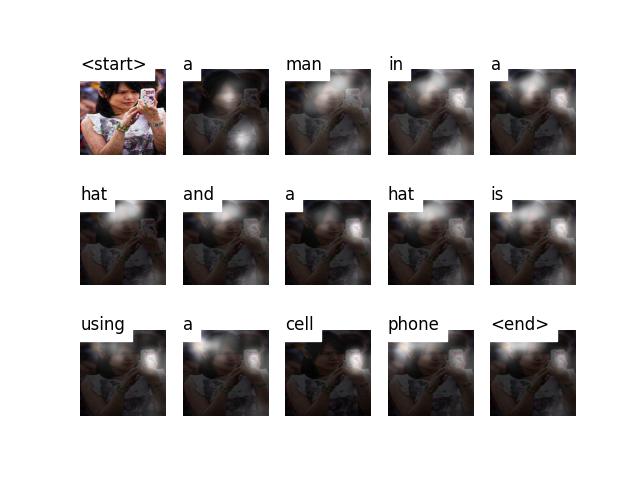 <start> a man in a
hat and a hat is
using a cell phone <end>